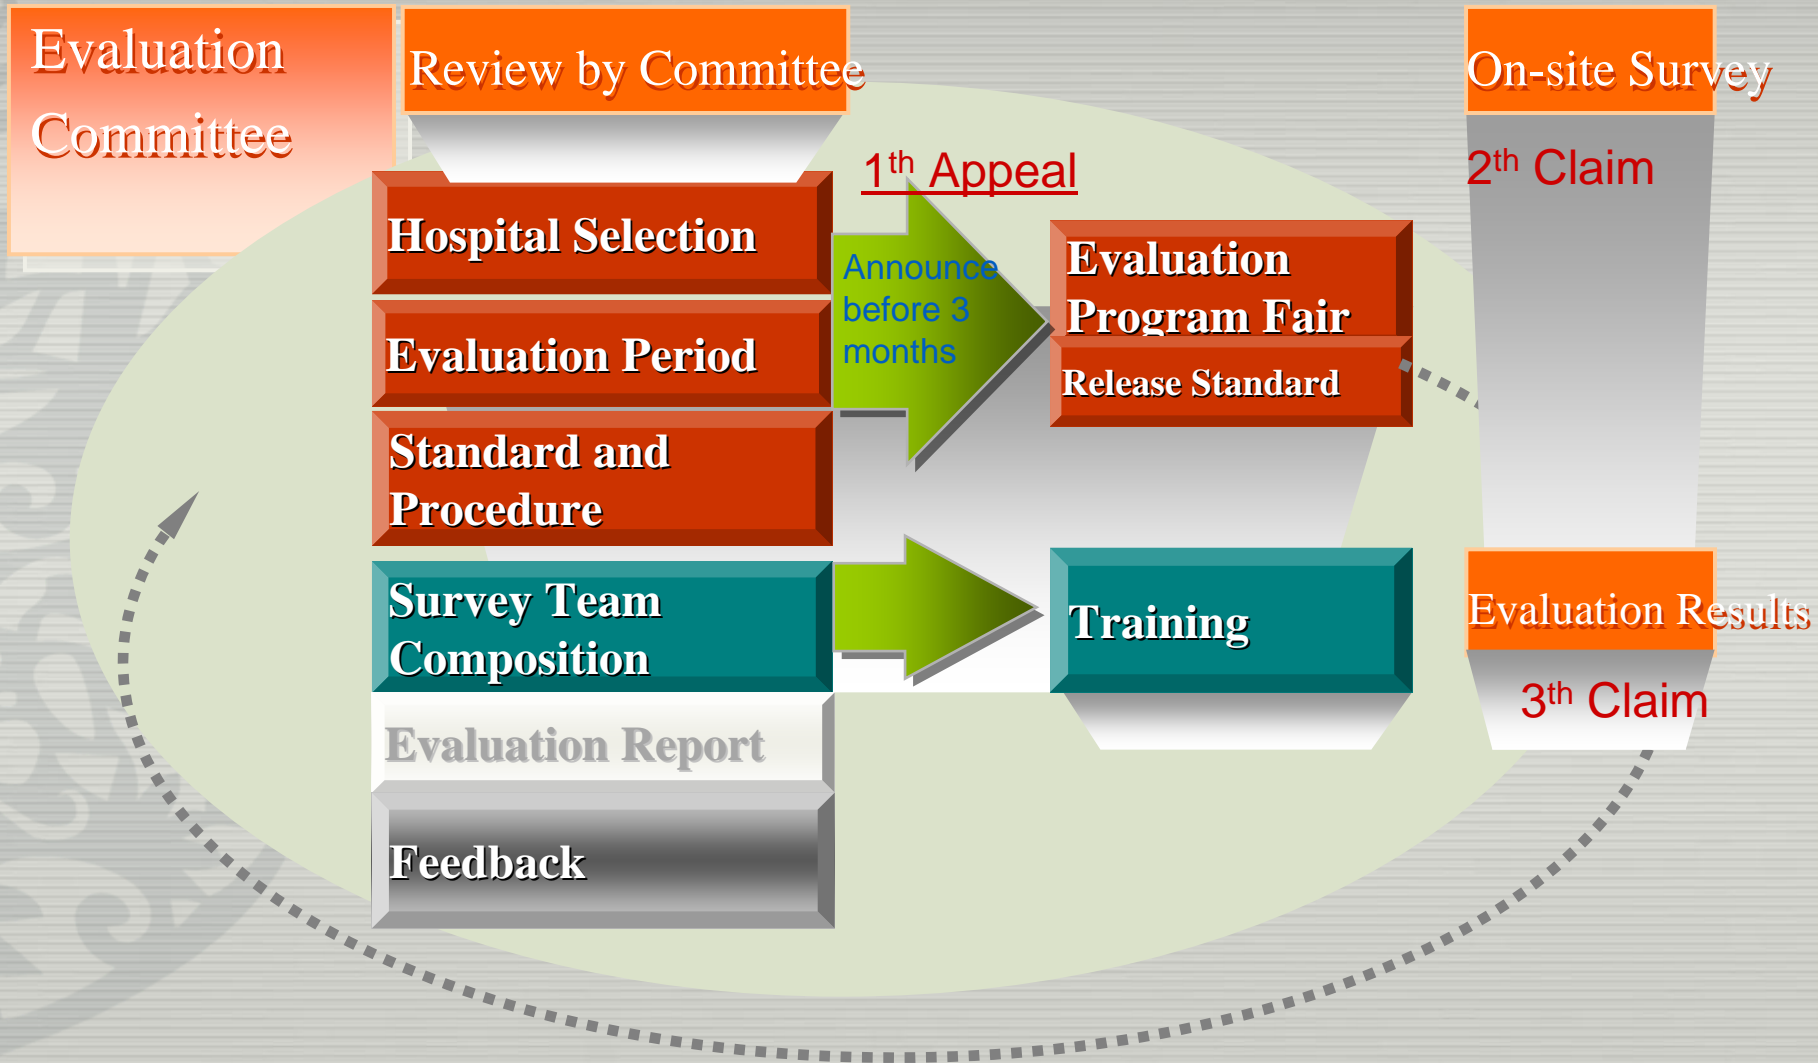 Evaluation
Committee
Review by Committee
On-site Survey
1th Appeal
2th Claim
Hospital Selection
Announce
before 3
months
Evaluation
Program Fair
Evaluation Period
Release Standard
Standard and
Procedure
Survey Team
Composition
Training
Evaluation Results
3th Claim
Evaluation Report
Feedback